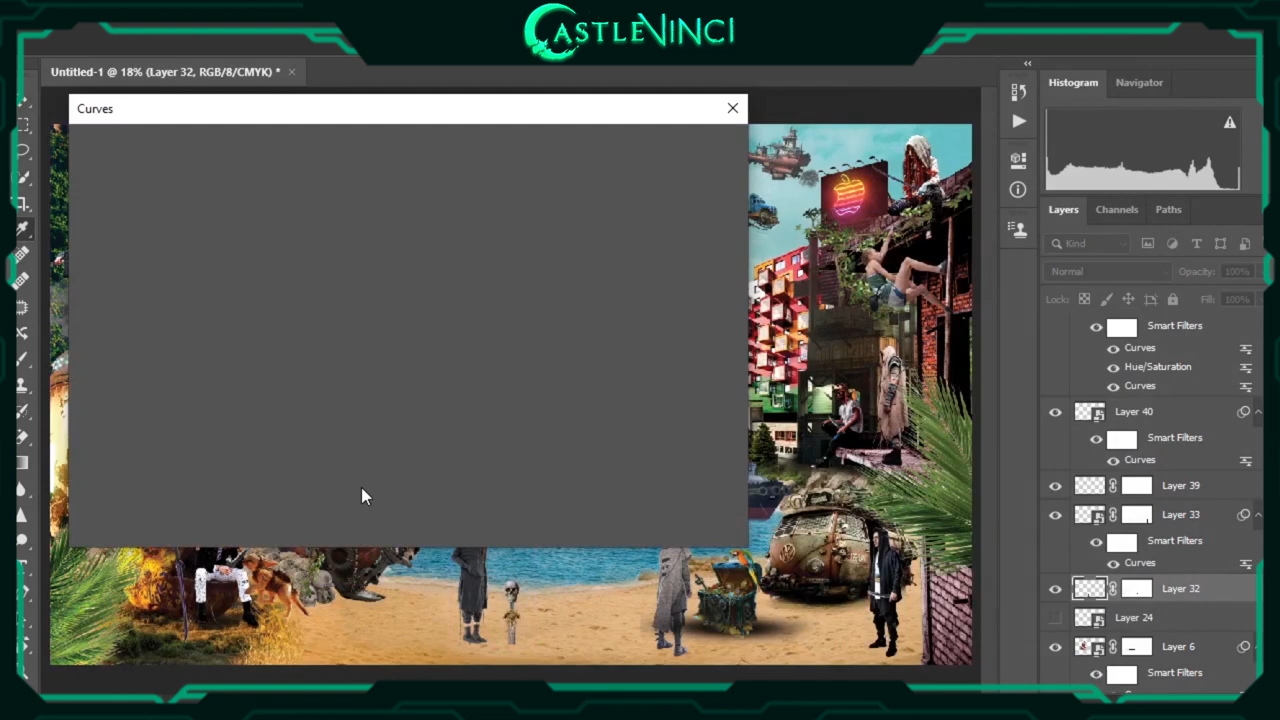 CASTLEVINCI
Untitled-1 @ 18% (Layer 32, RGB/8/CMYK) *
Curves
Histogram
Navigator
Layers
Channels
Paths
Kind
Normal
Opacity: 100%
Lock:
Fill: 100%
Smart Filters
Curves
Hue/Saturation
Curves
Layer 40
Smart Filters
Curves
Layer 39
Layer 33
Smart Filters
Curves
Layer 32
Layer 24
Layer 6
Smart Filters